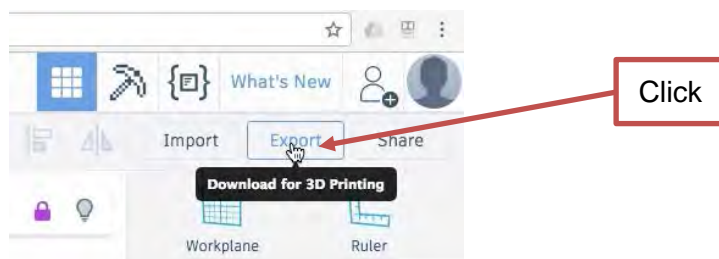 What's New
Click
Import Export Share
Download for 3D Printing
Workplane Ruler